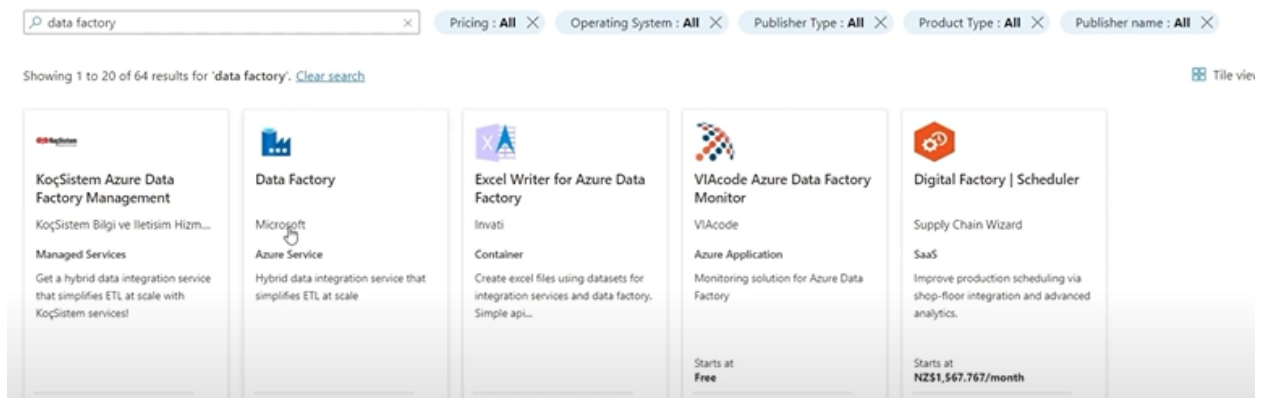 data factory
Pricing : All
Operating System : All
Publisher Type : All
Product Type : All
Publisher name : All
Showing 1 to 20 of 64 results for 'data factory'. Clear search
Tile view
KoçSistem
KoçSistem Azure Data
Factory Management
KoçSistem Bilgi ve Iletisim Hizm...
Managed Services
Get a hybrid data integration service
that simplifies ETL at scale with
KoçSistem services!
Data Factory
Microsoft
Azure Service
Hybrid data integration service that
simplifies ETL at scale
Excel Writer for Azure Data
Factory
Invati
Container
Create excel files using datasets for
integration services and data factory.
Simple api...
VIAcode Azure Data Factory
Monitor
VIAcode
Azure Application
Monitoring solution for Azure Data
Factory
Starts at
Free
Digital Factory | Scheduler
Supply Chain Wizard
SaaS
Improve production scheduling via
shop-floor integration and advanced
analytics.
Starts at
NZ$1,567.767/month